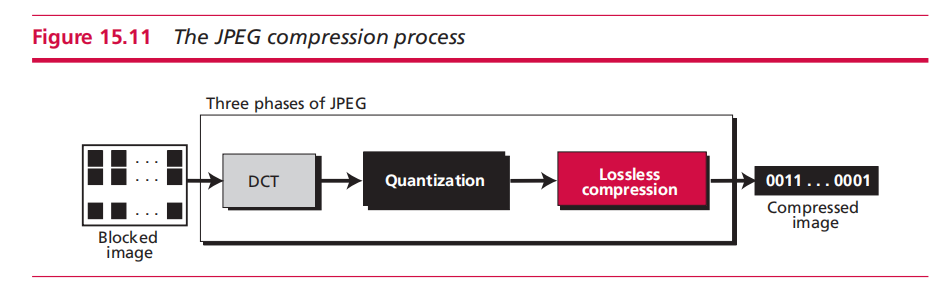 Figure 15.11 The JPEG compression process
Three phases of JPEG
. . .
. . .
. . .
Blocked
image
DCT
Quantization
Lossless
compression
0011 . . . 0001
Compressed
image